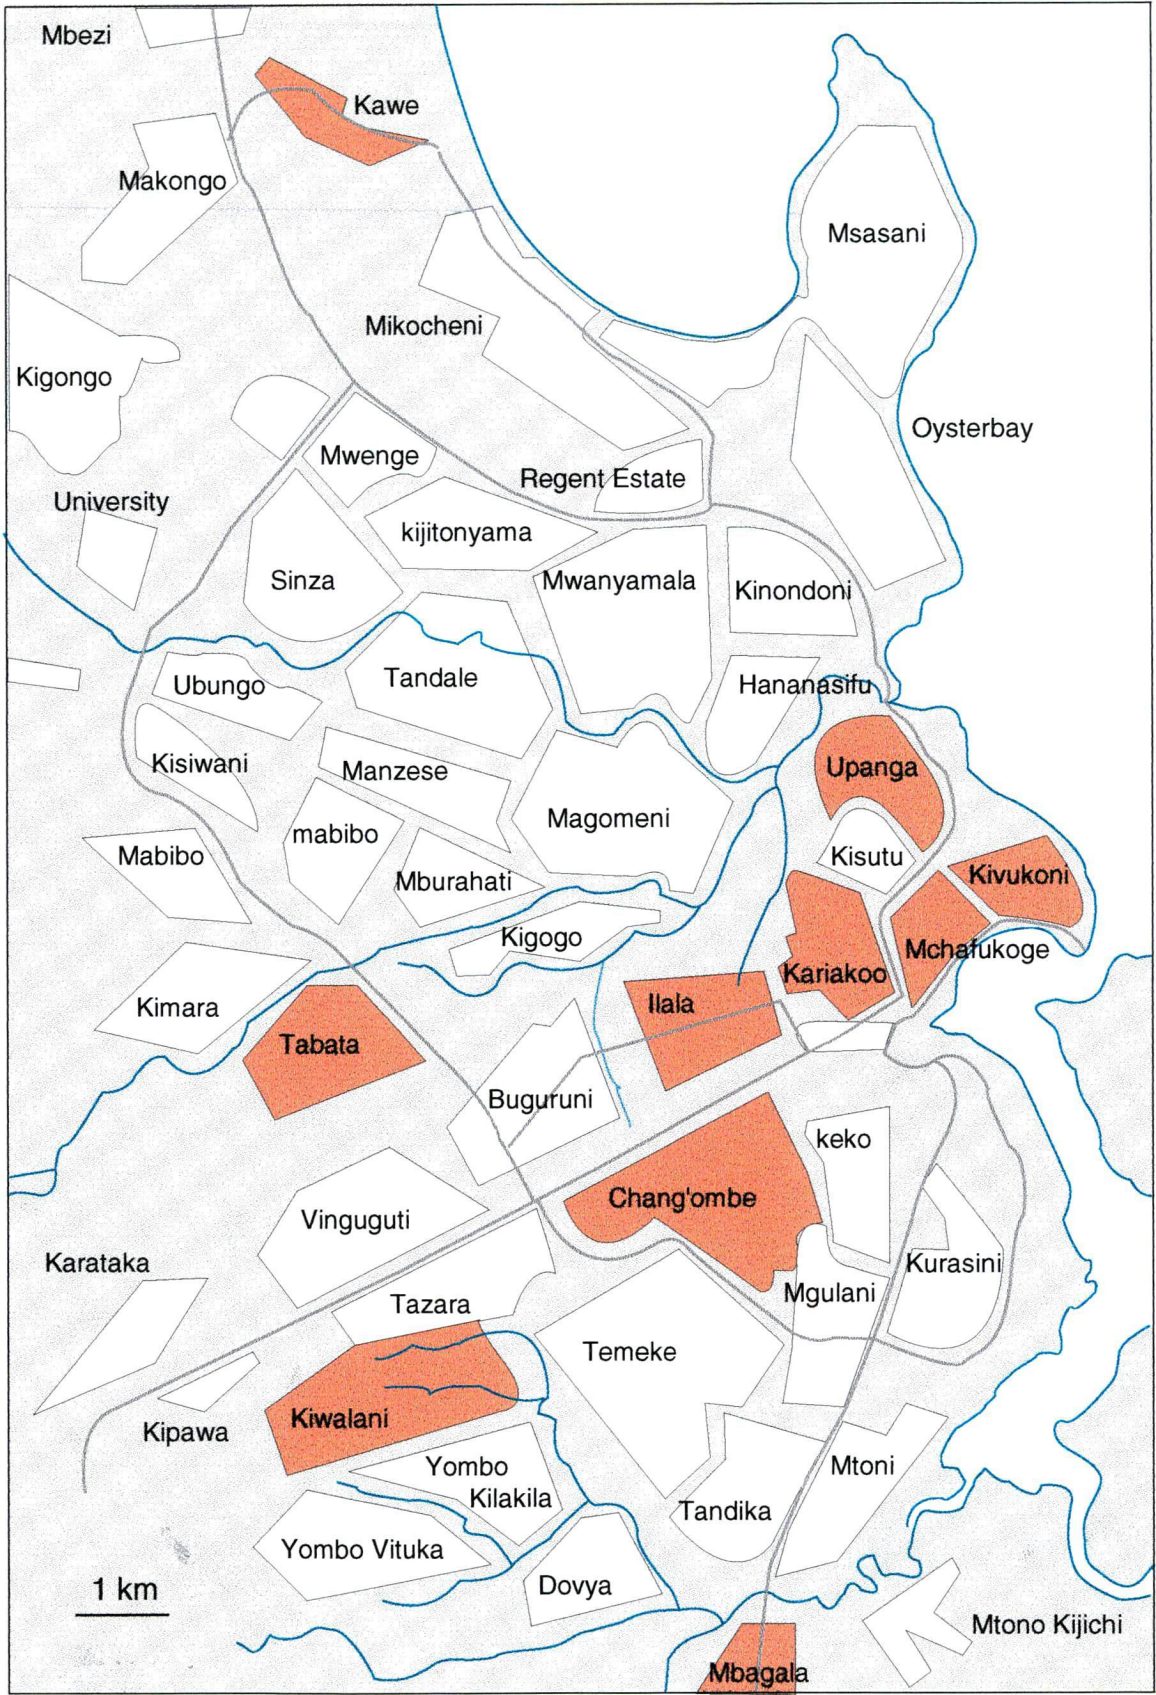 Mbezi
Kawe
Makongo
Msasani
Mikocheni
Kigongo
Oysterbay
Mwenge
Regent Estate
University
kijitonyama
Sinza
Mwanyamala
Kinondoni
Ubungo
Tandale
Hananasifu
Kisiwani
Manzese
Upanga
mabibo
Magomeni
Mabibo
Kisutu
Mburahati
Kivukoni
Kigogo
Mchafukoge
Kariakoo
Kimara
Ilala
Tabata
Buguruni
keko
Chang'ombe
Vinguguti
Karataka
Kurasini
Mgulani
Tazara
Temeke
Kiwalani
Kipawa
Yombo
Kilakila
Mtoni
Tandika
Yombo Vituka
1 km
Dovya
Mtono Kijichi
Mbagala